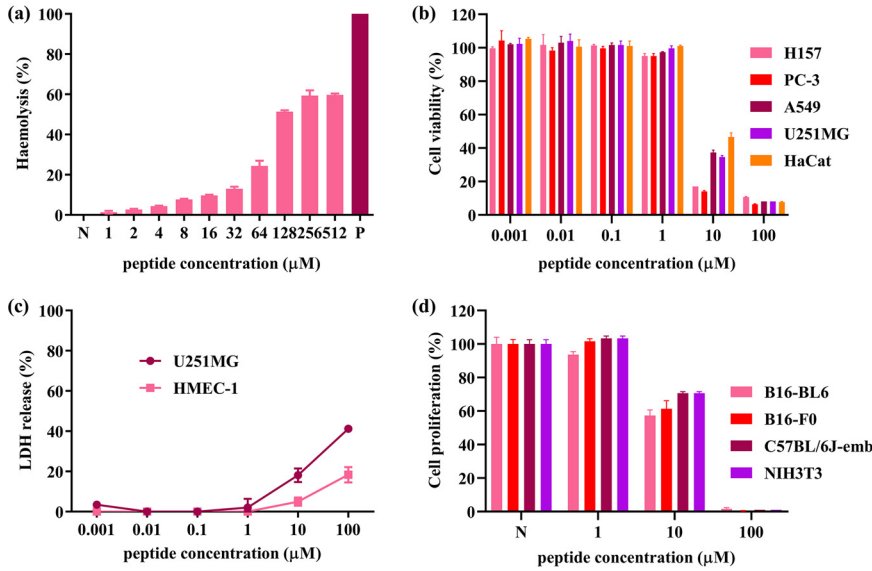 (a)
Haemolysis (%)
100
80
60
40
20
0
N 1 2 4 8 16 32 64 128 256 512 P
peptide concentration (μM)
(b)
Cell viability (%)
120
100
80
60
40
20
0
0.001 0.01 0.1 1 10 100
peptide concentration (μM)
H157
PC-3
A549
U251MG
HaCat
(c)
LDH release (%)
100
80
60
40
20
0
0.001 0.01 0.1 1 10 100
peptide concentration (μM)
U251MG
HMEC-1
(d)
Cell proliferation (%)
120
100
80
60
40
20
0
N 1 10 100
peptide concentration (μM)
B16-BL6
B16-F0
C57BL/6J-emb
NIH3T3